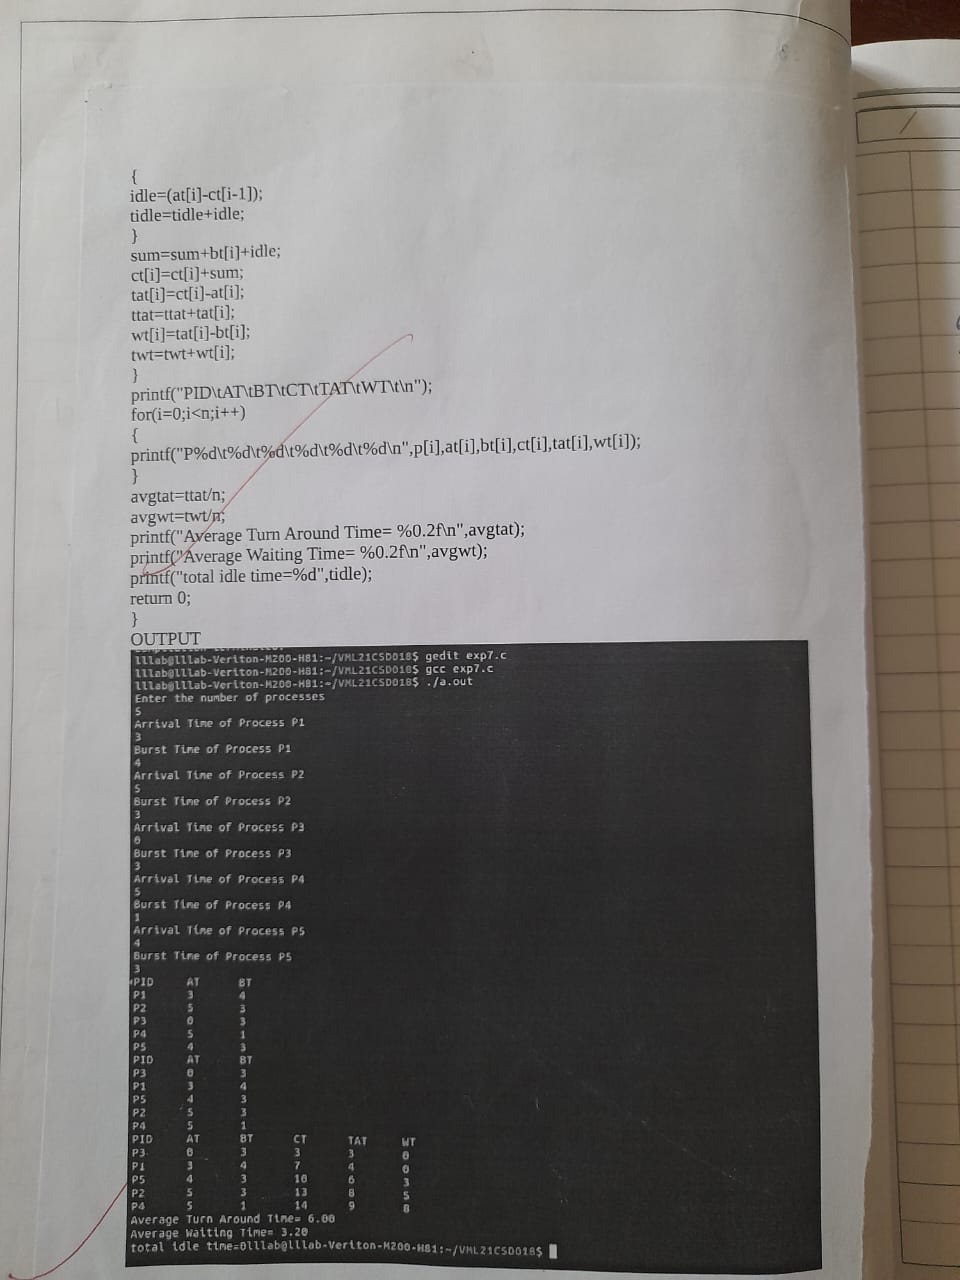 {
idle=(at[i]-ct[i-1]);
tidle=tidle+idle;
}
sum=sum+bt[i]+idle;
ct[i]=ct[i]+sum;
tat[i]=ct[i]-at[i];
ttat=ttat+tat[i];
wt[i]=tat[i]-bt[i];
twt=twt+wt[i];
}
printf("PID\tAT\tBT\tCT\tTAT\tWT\t\n");
for(i=0;i<n;i++)
{
printf("P%d\t%d\t%d\t%d\t%d\t%d\n",p[i],at[i],bt[i],ct[i],tat[i],wt[i]);
}
avgtat=ttat/n;
avgwt=twt/n;
printf("Average Turn Around Time= %0.2f\n",avgtat);
printf("Average Waiting Time= %0.2f\n",avgwt);
printf("total idle time=%d",tidle);
return 0;
}
OUTPUT
lllab@lllab-Veriton-M200-H81:~/VML21CSD018$ gedit exp7.c
lllab@lllab-Veriton-M200-H81:~/VML21CSD018$ gcc exp7.c
lllab@lllab-Veriton-M200-H81:~/VML21CSD018$ ./a.out
Enter the number of processes
5
Arrival Time of Process P1
3
Burst Time of Process P1
4
Arrival Time of Process P2
5
Burst Time of Process P2
3
Arrival Time of Process P3
0
Burst Time of Process P3
3
Arrival Time of Process P4
5
Burst Time of Process P4
1
Arrival Time of Process P5
4
Burst Time of Process P5
3
PID AT BT
P1 3 4
P2 5 3
P3 0 3
P4 5 1
P5 4 3
PID AT BT
P3 0 3
P1 3 4
P5 4 3
P2 5 3
P4 5 1
PID AT BT CT TAT WT
P3 0 3 3 3 0
P1 3 4 7 4 0
P5 4 3 10 6 3
P2 5 3 13 8 5
P4 5 1 14 9 8
Average Turn Around Time= 6.00
Average Waiting Time= 3.20
total idle time=0lllab@lllab-Veriton-M200-H81:~/VML21CSD018$